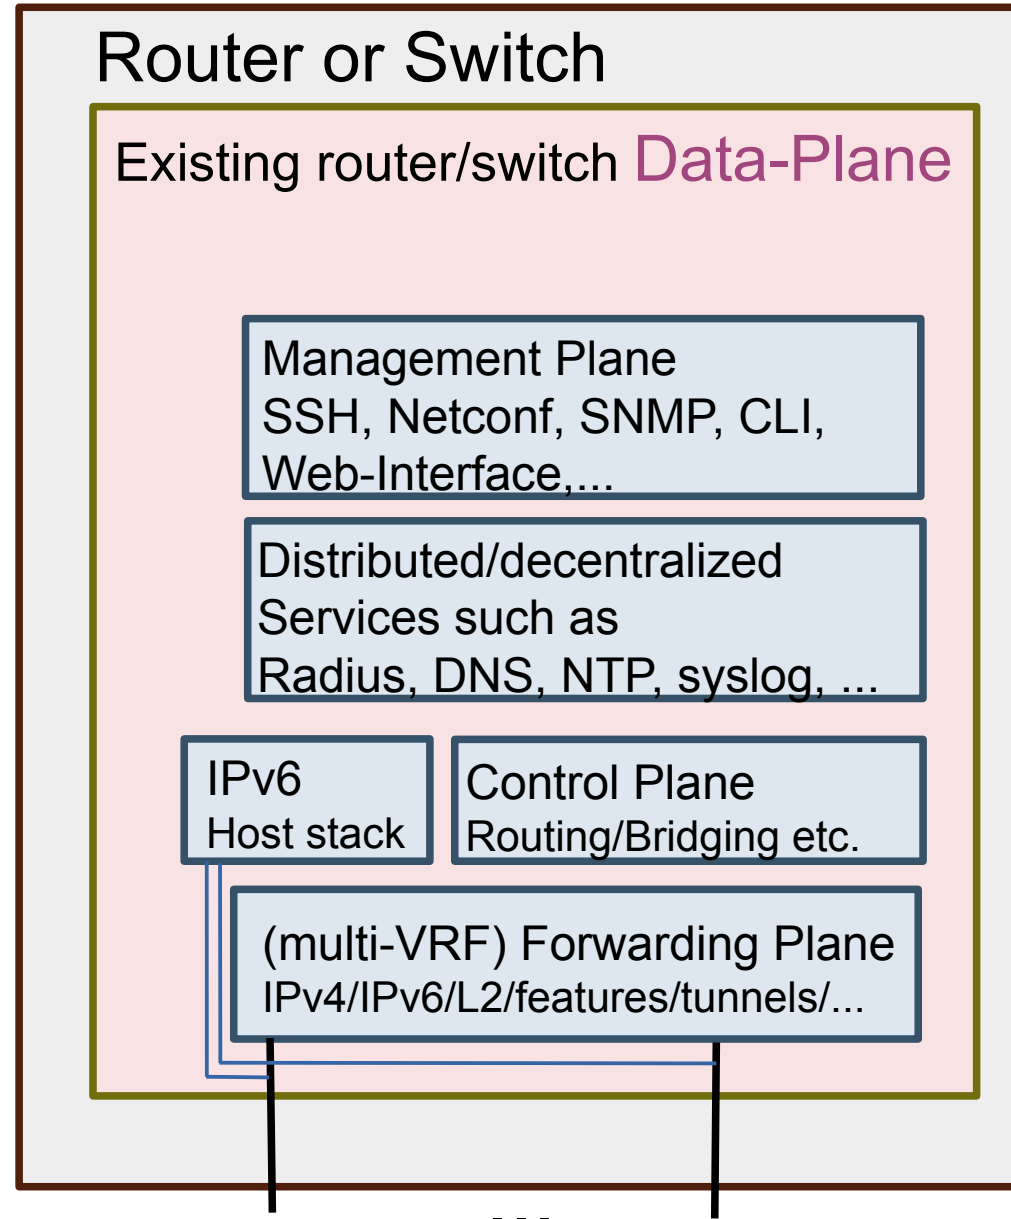 Router or Switch
Existing router/switch Data-Plane
Management Plane
SSH, Netconf, SNMP, CLI,
Web-Interface,...
Distributed/decentralized
Services such as
Radius, DNS, NTP, syslog, ...
IPv6
Host stack
Control Plane
Routing/Bridging etc.
(multi-VRF) Forwarding Plane
IPv4/IPv6/L2/features/tunnels/...
...